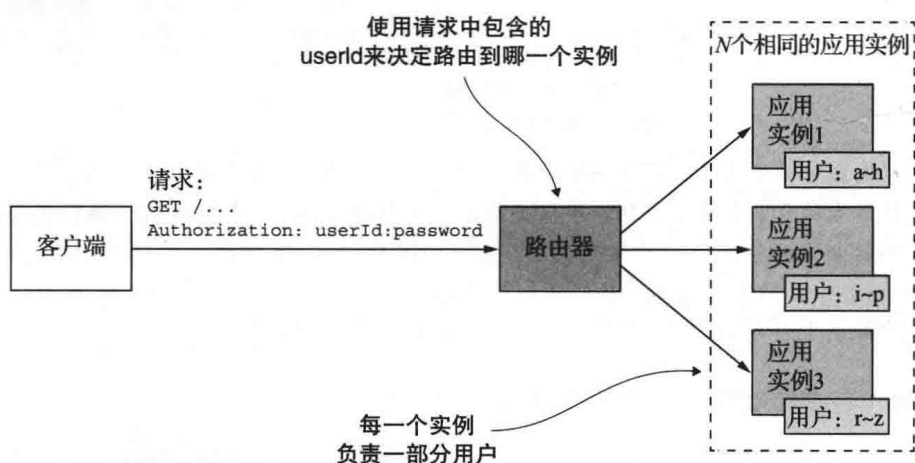 使用请求中包含的
userId来决定路由到哪一个实例
N个相同的应用实例
应用
实例1
用户：a~h
请求：
GET /...
Authorization: userId:password
客户端
路由器
应用
实例2
用户：i~p
应用
实例3
用户：r~z
每一个实例
负责一部分用户